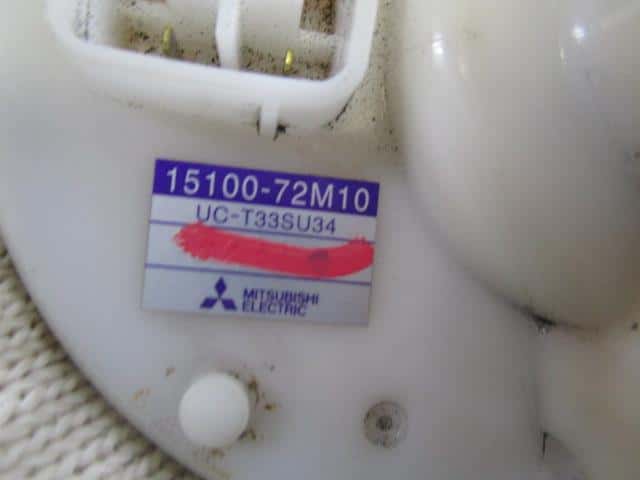 15100-72M10
UC-T33SU34
MITSUBISHI
ELECTRIC